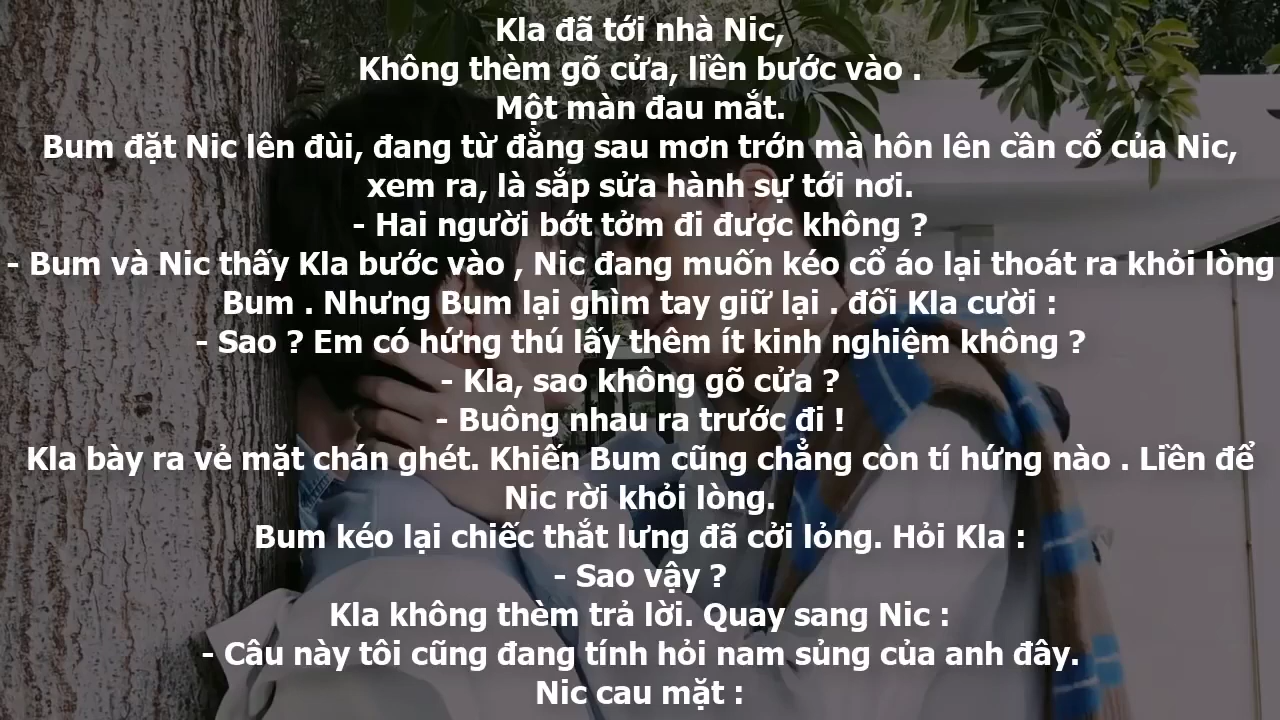 Kla đã tới nhà Nic,
Không thèm gõ cửa, liền bước vào .
Một màn đau mắt.
Bum đặt Nic lên đùi, đang từ đằng sau mơn trớn mà hôn lên cần cổ của Nic,
xem ra, là sắp sửa hành sự tới nơi.
- Hai người bớt tởm đi được không ?
- Bum và Nic thấy Kla bước vào , Nic đang muốn kéo cổ áo lại thoát ra khỏi lòng
Bum . Nhưng Bum lại ghìm tay giữ lại . đối Kla cười :
- Sao ? Em có hứng thú lấy thêm ít kinh nghiệm không ?
- Kla, sao không gõ cửa ?
- Buông nhau ra trước đi !
Kla bày ra vẻ mặt chán ghét. Khiến Bum cũng chẳng còn tí hứng nào . Liền để
Nic rời khỏi lòng.
Bum kéo lại chiếc thắt lưng đã cởi lỏng. Hỏi Kla :
- Sao vậy ?
Kla không thèm trả lời. Quay sang Nic :
- Câu này tôi cũng đang tính hỏi nam sủng của anh đây.
Nic cau mặt :